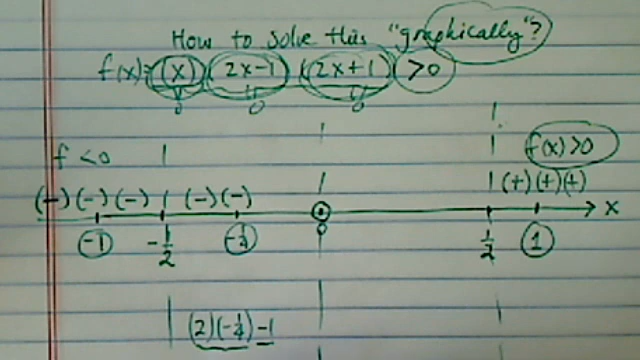 How to solve this "graphically"?
f(x)=(x)(2x-1)(2x+1)>0
0 0 0
f<0 f(x)>0
(-)(-)(-) (-)(-) (+)(+)(+)
x
-1 -1/2 -1/4 0 1/2 1
(2)(-1/4)-1